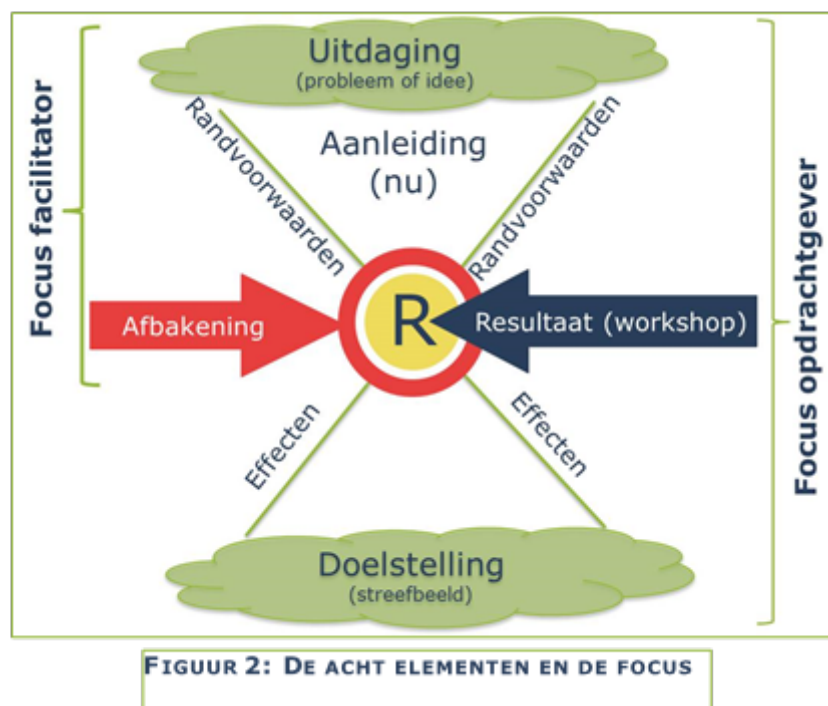 Uitdaging
(probleem of idee)
Randvoorwaarden
Aanleiding
(nu)
Randvoorwaarden
Focus facilitator
Afbakening
R
Resultaat (workshop)
Focus opdrachtgever
Effecten
Effecten
Doelstelling
(streefbeeld)
FIGUUR 2: DE ACHT ELEMENTEN EN DE FOCUS